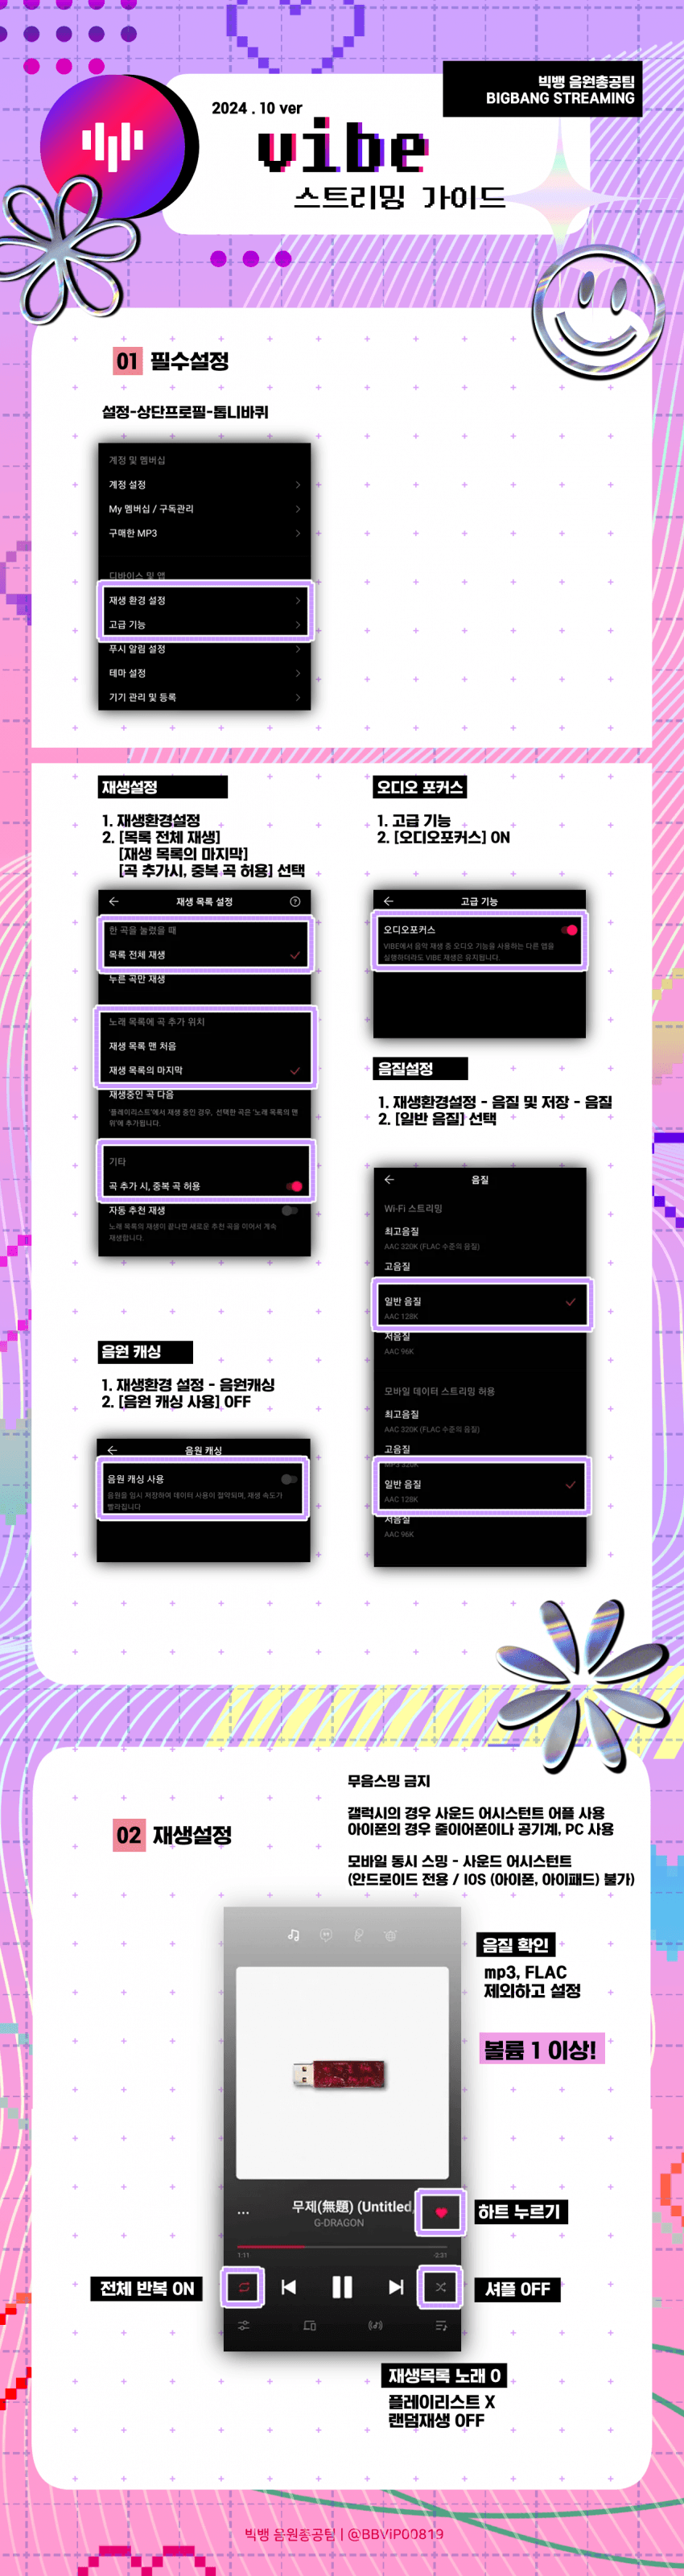 빅뱅 음원총공팀
BIGBANG STREAMING
2024 . 10 ver
vibe
스트리밍 가이드
01 필수설정
설정-상단프로필-톱니바퀴
계정 및 멤버십
계정 설정
My 멤버십 / 구독관리
구매한 MP3
디바이스 및 앱
재생 환경 설정
고급 기능
푸시 알림 설정
테마 설정
기기 관리 및 등록
재생설정
1. 재생환경설정
2. [목록 전체 재생]
[재생 목록의 마지막]
[곡 추가시, 중복 곡 허용] 선택
재생 목록 설정
한 곡을 눌렀을 때
목록 전체 재생
누른 곡만 재생
노래 목록에 곡 추가 위치
재생 목록 맨 처음
재생 목록의 마지막
재생중인 곡 다음
'플레이리스트'에서 재생 중인 경우, 선택한 곡은 '노래 목록의 맨
위'에 추가됩니다.
기타
곡 추가 시, 중복 곡 허용
자동 추천 재생
노래 목록의 재생이 끝나면 새로운 추천 곡을 이어서 계속
재생합니다.
음원 캐싱
1. 재생환경 설정 - 음원캐싱
2. [음원 캐싱 사용] OFF
음원 캐싱
음원 캐싱 사용
음원을 임시 저장하여 데이터 사용이 절약되며, 재생 속도가
빨라집니다
오디오 포커스
1. 고급 기능
2. [오디오포커스] ON
고급 기능
오디오포커스
VIBE에서 음악 재생 중 오디오 기능을 사용하는 다른 앱을
실행하더라도 VIBE 재생은 유지됩니다.
음질설정
1. 재생환경설정 - 음질 및 저장 - 음질
2. [일반 음질] 선택
음질
Wi-Fi 스트리밍
최고음질
AAC 320K (FLAC 수준의 음질)
고음질
일반 음질
AAC 128K
저음질
AAC 96K
모바일 데이터 스트리밍 허용
최고음질
AAC 320K (FLAC 수준의 음질)
고음질
MP3 320K
일반 음질
AAC 128K
저음질
AAC 96K
02 재생설정
무음스밍 금지
갤럭시의 경우 사운드 어시스턴트 어플 사용
아이폰의 경우 줄이어폰이나 공기계, PC 사용
모바일 동시 스밍 - 사운드 어시스턴트
(안드로이드 전용 / IOS (아이폰, 아이패드) 불가)
음질 확인
mp3, FLAC
제외하고 설정
볼륨 1 이상!
무제(無題) (Untitled,
G-DRAGON
1:11
-2:31
하트 누르기
전체 반복 ON
셔플 OFF
재생목록 노래 O
플레이리스트 X
랜덤재생 OFF
빅뱅 음원총공팀 | @BBViP00819